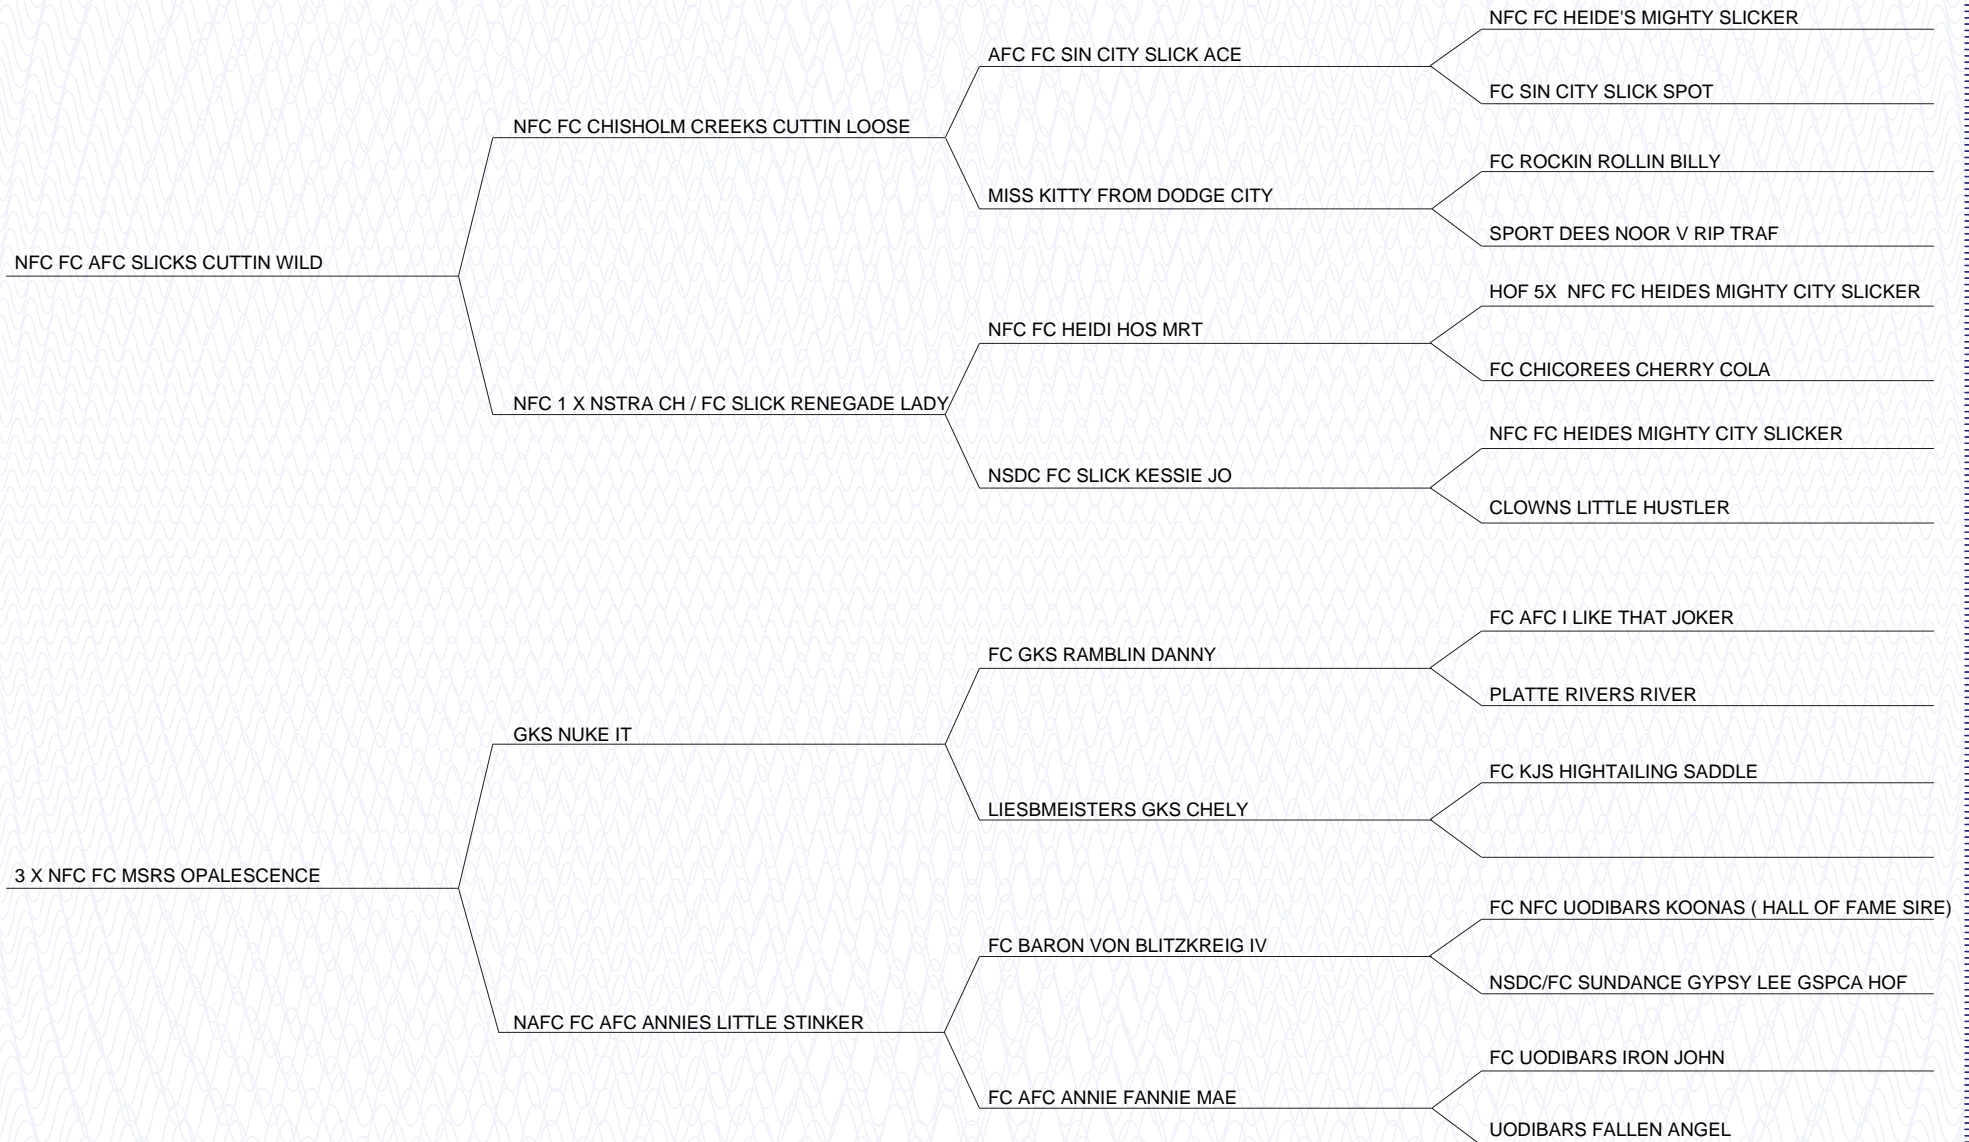 NFC FC HEIDE'S MIGHTY SLICKER
AFC FC SIN CITY SLICK ACE
FC SIN CITY SLICK SPOT
NFC FC CHISHOLM CREEKS CUTTIN LOOSE
FC ROCKIN ROLLIN BILLY
MISS KITTY FROM DODGE CITY
SPORT DEES NOOR V RIP TRAF
NFC FC AFC SLICKS CUTTIN WILD
HOF 5X  NFC FC HEIDES MIGHTY CITY SLICKER
NFC FC HEIDI HOS MRT
FC CHICOREES CHERRY COLA
NFC 1 X NSTRA CH / FC SLICK RENEGADE LADY
NFC FC HEIDES MIGHTY CITY SLICKER
NSDC FC SLICK KESSIE JO
CLOWNS LITTLE HUSTLER
FC AFC I LIKE THAT JOKER
FC GKS RAMBLIN DANNY
PLATTE RIVERS RIVER
GKS NUKE IT
FC KJS HIGHTAILING SADDLE
LIESBMEISTERS GKS CHELY
3 X NFC FC MSRS OPALESCENCE
FC NFC UODIBARS KOONAS ( HALL OF FAME SIRE)
FC BARON VON BLITZKREIG IV
NSDC/FC SUNDANCE GYPSY LEE GSPCA HOF
NAFC FC AFC ANNIES LITTLE STINKER
FC UODIBARS IRON JOHN
FC AFC ANNIE FANNIE MAE
UODIBARS FALLEN ANGEL